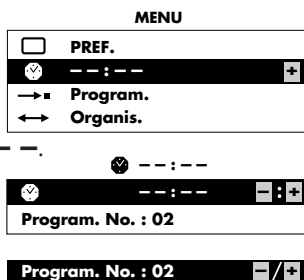 MENU
PREF.
--:-- +
Program.
Organis.
– –.
--:--
--:-- -:+
Program. No. : 02
Program. No. : 02 -/+